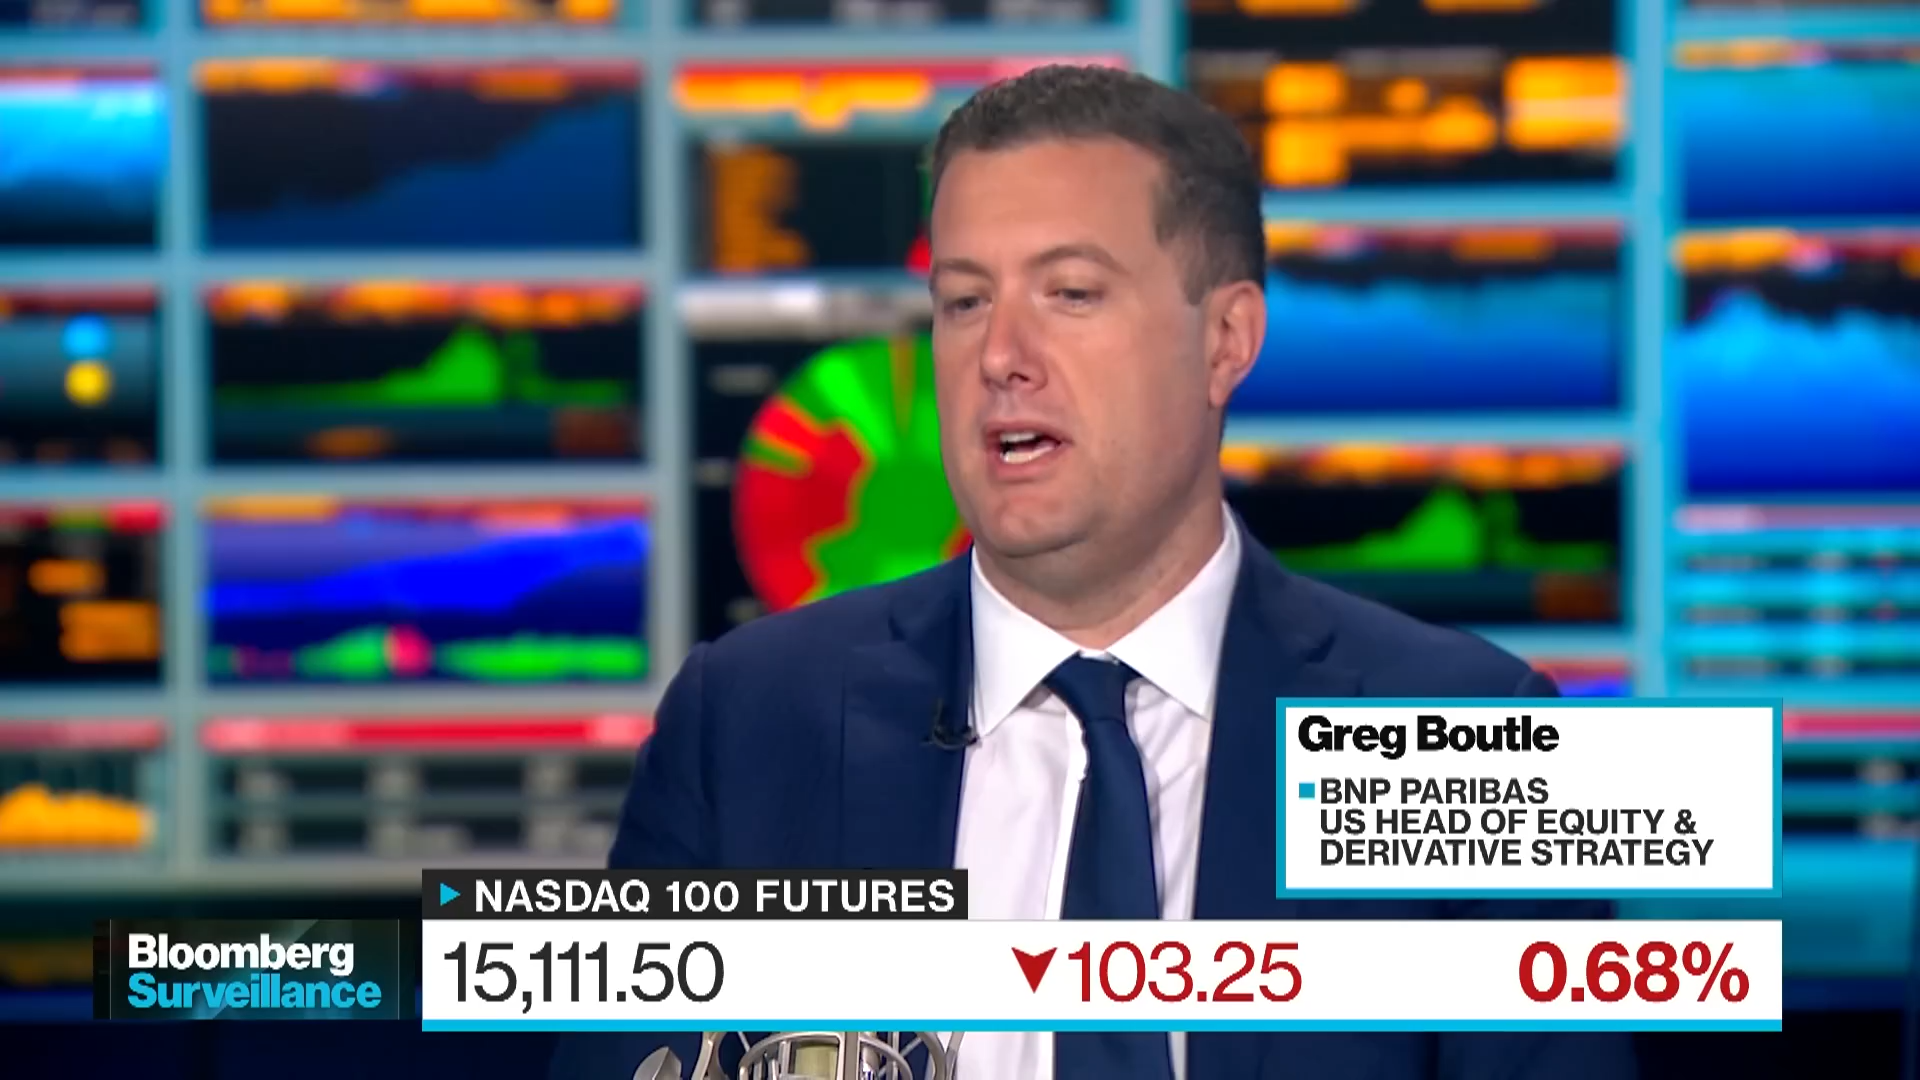 Greg Boutle
BNP PARIBAS
US HEAD OF EQUITY &
DERIVATIVE STRATEGY
NASDAQ 100 FUTURES
Bloomberg
Surveillance
15,111.50 103.25 0.68%